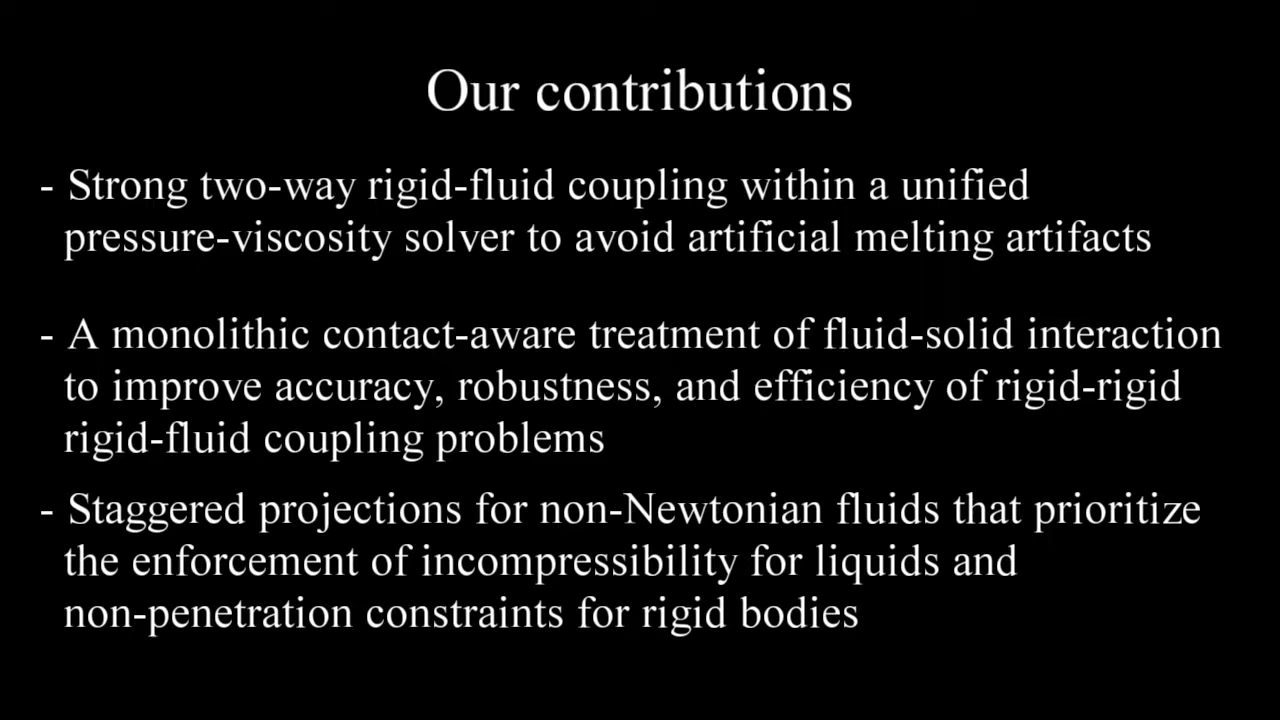 Our contributions
- Strong two-way rigid-fluid coupling within a unified
pressure-viscosity solver to avoid artificial melting artifacts
- A monolithic contact-aware treatment of fluid-solid interaction
to improve accuracy, robustness, and efficiency of rigid-rigid
rigid-fluid coupling problems
- Staggered projections for non-Newtonian fluids that prioritize
the enforcement of incompressibility for liquids and
non-penetration constraints for rigid bodies